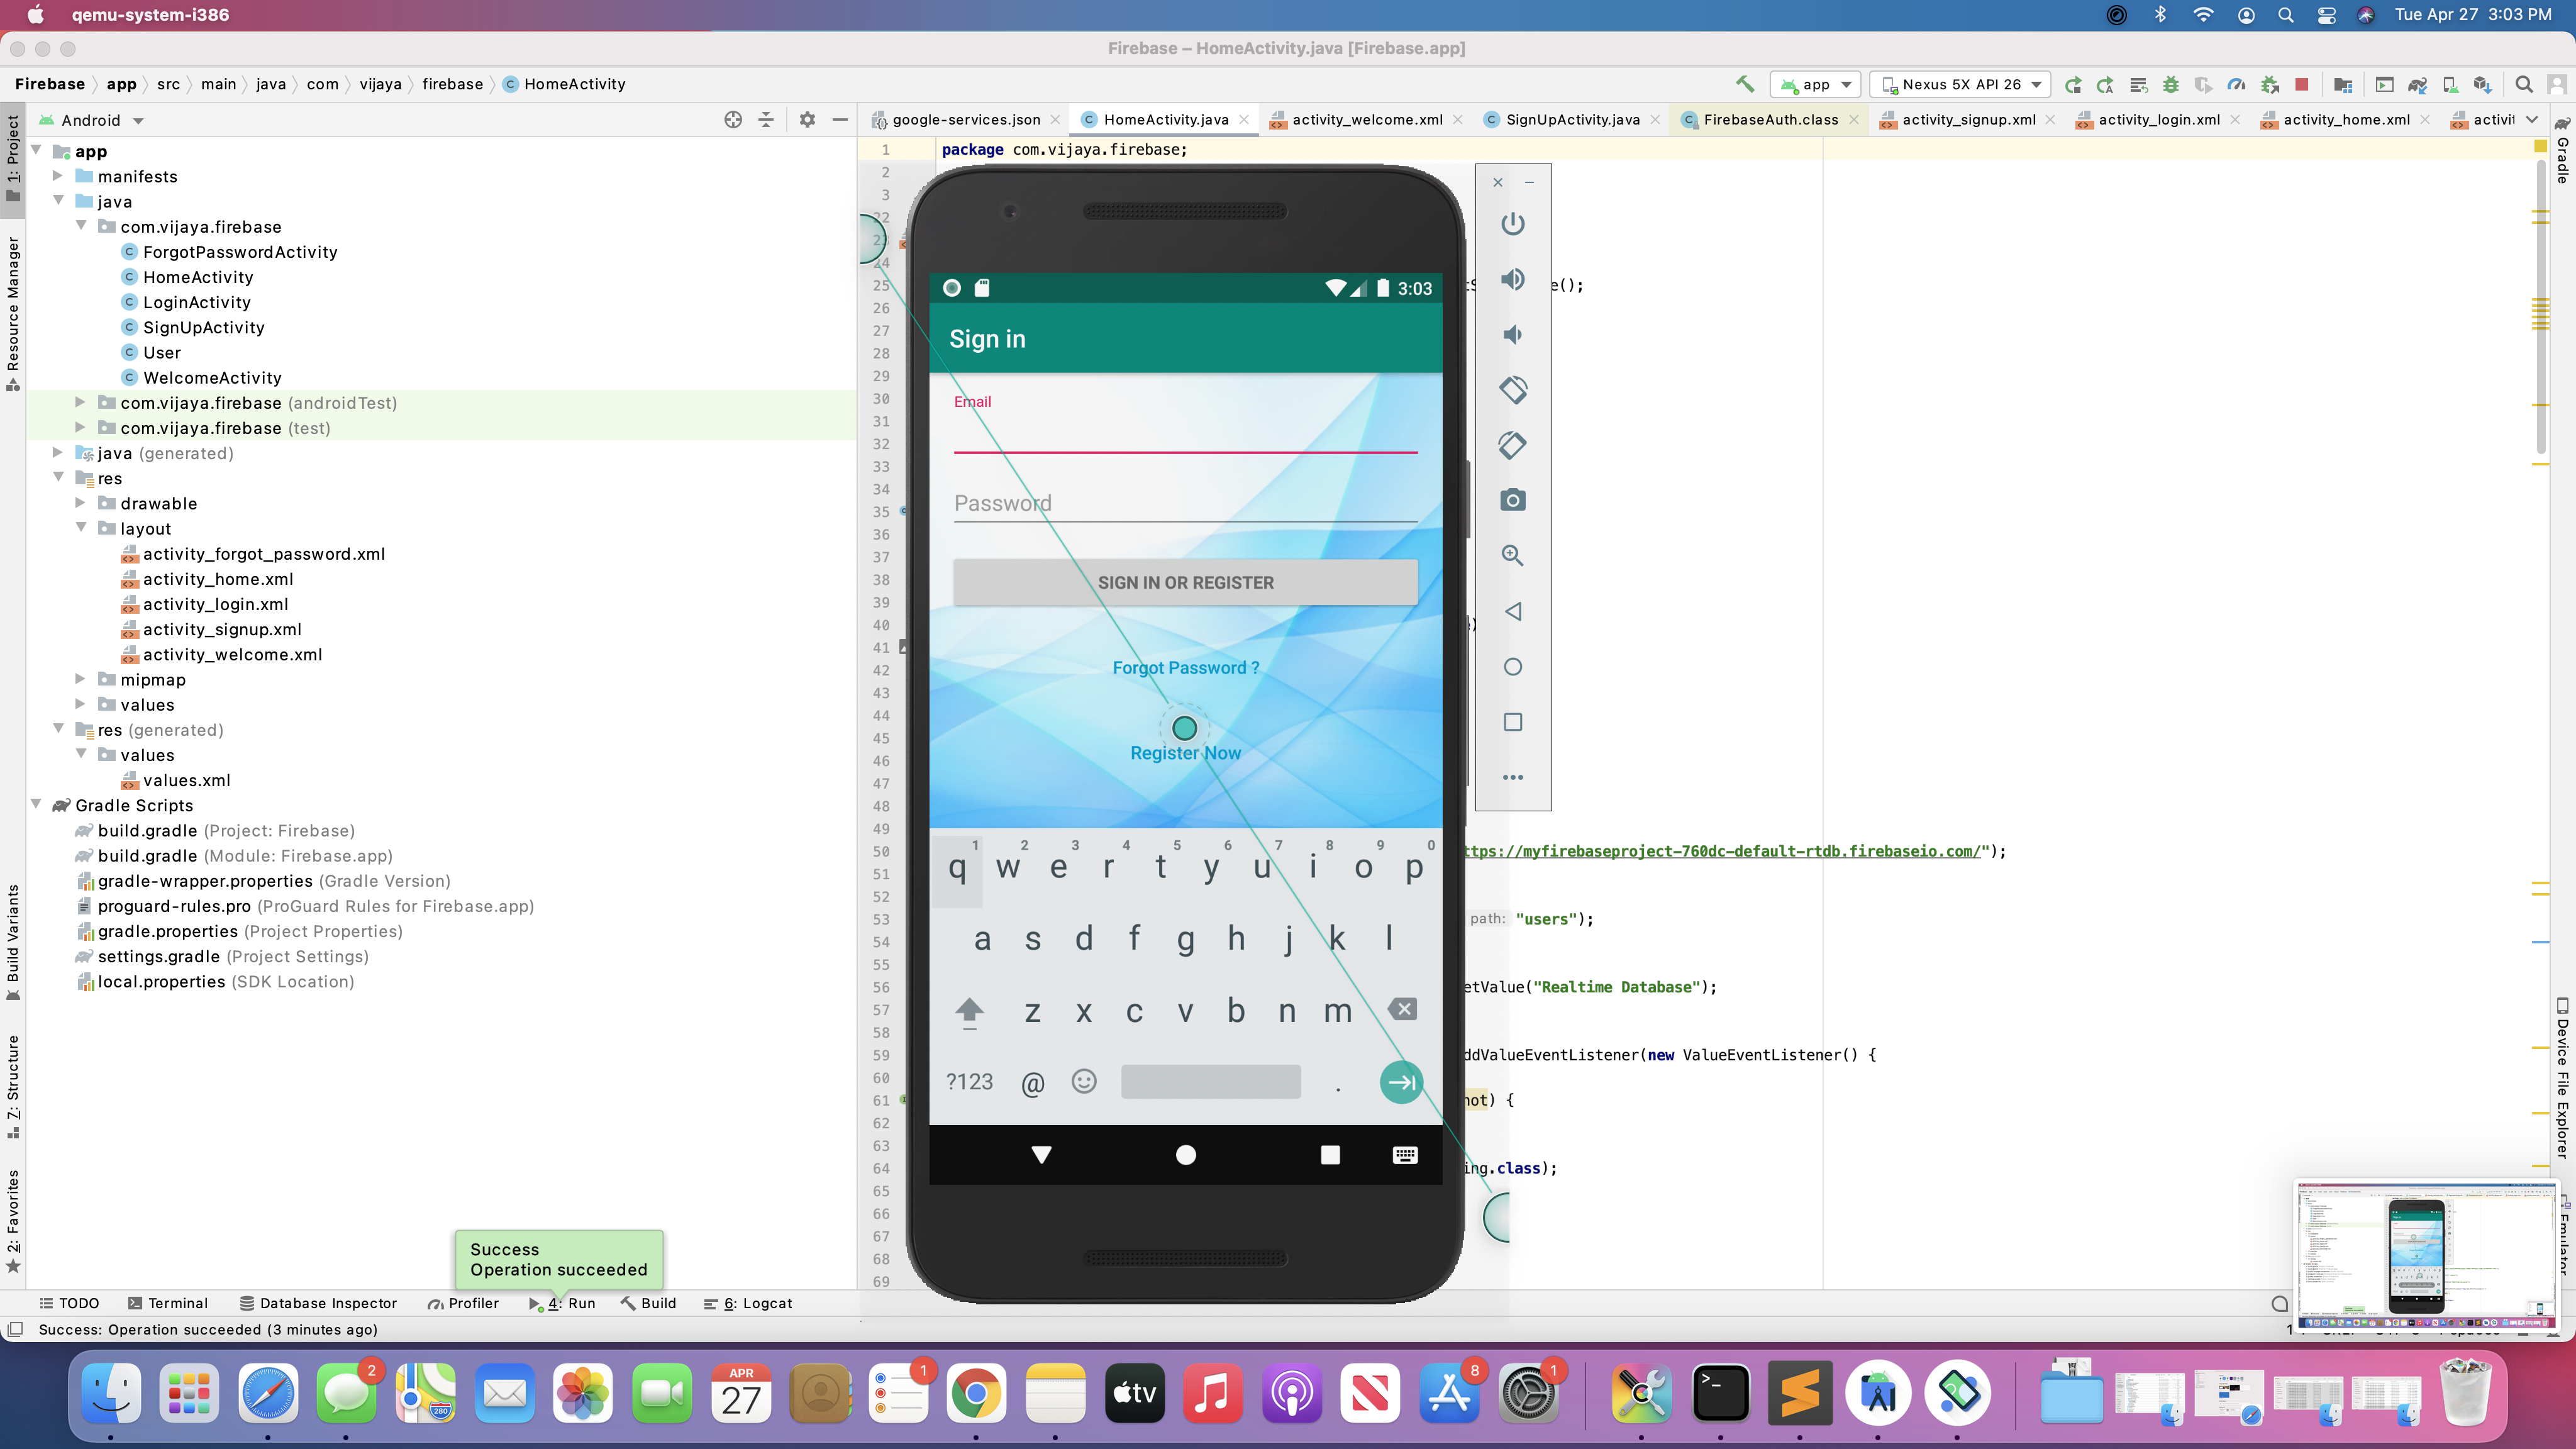 qemu-system-i386
Tue Apr 27 3:03 PM
Firebase – HomeActivity.java [Firebase.app]
Firebase app src main java com vijaya firebase HomeActivity
app
Nexus 5X API 26
Android
google-services.json
HomeActivity.java
activity_welcome.xml
SignUpActivity.java
FirebaseAuth.class
activity_signup.xml
activity_login.xml
activity_home.xml
1: Project
Resource Manager
Build Variants
7: Structure
2: Favorites
app
manifests
java
com.vijaya.firebase
ForgotPasswordActivity
HomeActivity
LoginActivity
SignUpActivity
User
WelcomeActivity
com.vijaya.firebase (androidTest)
com.vijaya.firebase (test)
java (generated)
res
drawable
layout
activity_forgot_password.xml
activity_home.xml
activity_login.xml
activity_signup.xml
activity_welcome.xml
mipmap
values
res (generated)
values
values.xml
Gradle Scripts
build.gradle (Project: Firebase)
build.gradle (Module: Firebase.app)
gradle-wrapper.properties (Gradle Version)
proguard-rules.pro (ProGuard Rules for Firebase.app)
gradle.properties (Project Properties)
settings.gradle (Project Settings)
local.properties (SDK Location)
1
2
3
22
23
24
25
26
27
28
29
30
31
32
33
34
35
36
37
38
39
40
41
42
43
44
45
46
47
48
49
50
51
52
53
54
55
56
57
58
59
60
61
62
63
64
65
66
67
68
69
package com.vijaya.firebase;
e();
ttps://myfirebaseproject-760dc-default-rtdb.firebaseio.com/");
path: "users");
etValue("Realtime Database");
ddValueEventListener(new ValueEventListener() {
not) {
ing.class);
3:03
Sign in
Email
Password
SIGN IN OR REGISTER
Forgot Password ?
Register Now
1 2 3 4 5 6 7 8 9 0
q w e r t y u i o p
a s d f g h j k l
z x c v b n m
?123 @ .
Gradle
Device File Explorer
Emulator
Success
Operation succeeded
TODO
Terminal
Database Inspector
Profiler
4: Run
Build
6: Logcat
Success: Operation succeeded (3 minutes ago)
2
280
APR
27
1
tv
8
1